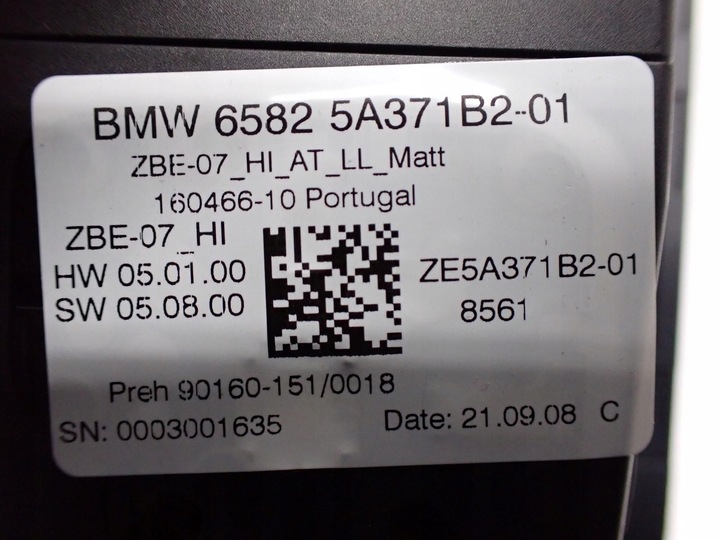 BMW 6582 5A371B2-01
ZBE-07_HI_AT_LL_Matt
160466-10 Portugal
ZBE-07_HI
HW 05.01.00
SW 05.08.00
ZE5A371B2-01
8561
Preh 90160-151/0018
SN: 0003001635
Date: 21.09.08 C